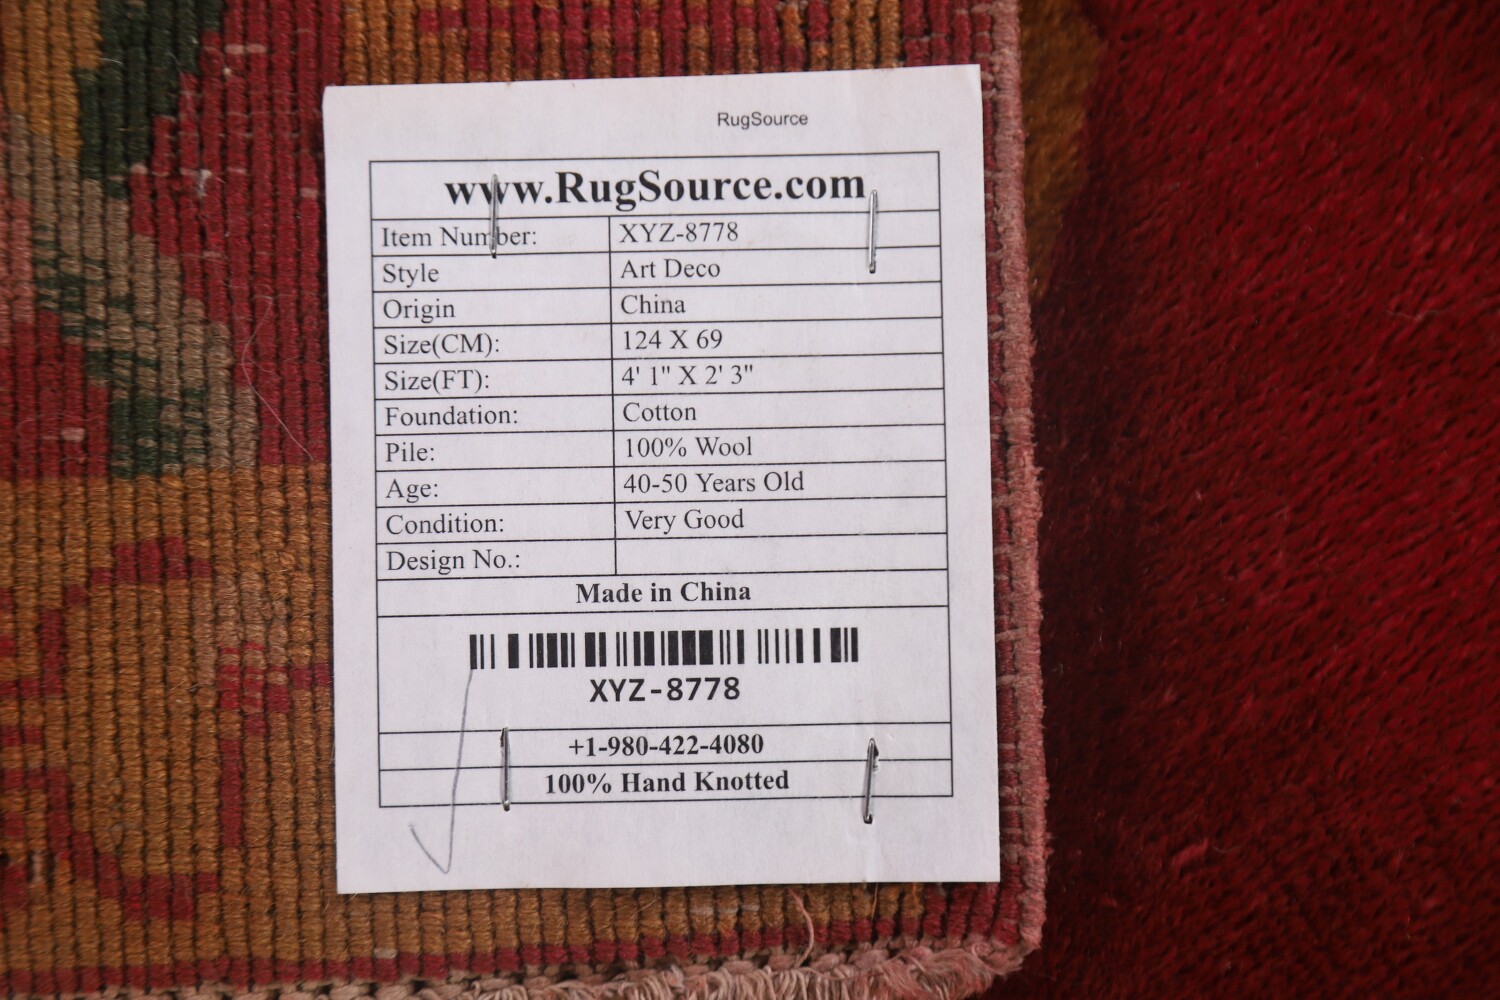 RugSource
www.RugSource.com
Item Number: XYZ-8778
Style Art Deco
Origin China
Size(CM): 124 X 69
Size(FT): 4' 1" X 2' 3"
Foundation: Cotton
Pile: 100% Wool
Age: 40-50 Years Old
Condition: Very Good
Design No.:
Made in China
XYZ-8778
+1-980-422-4080
100% Hand Knotted